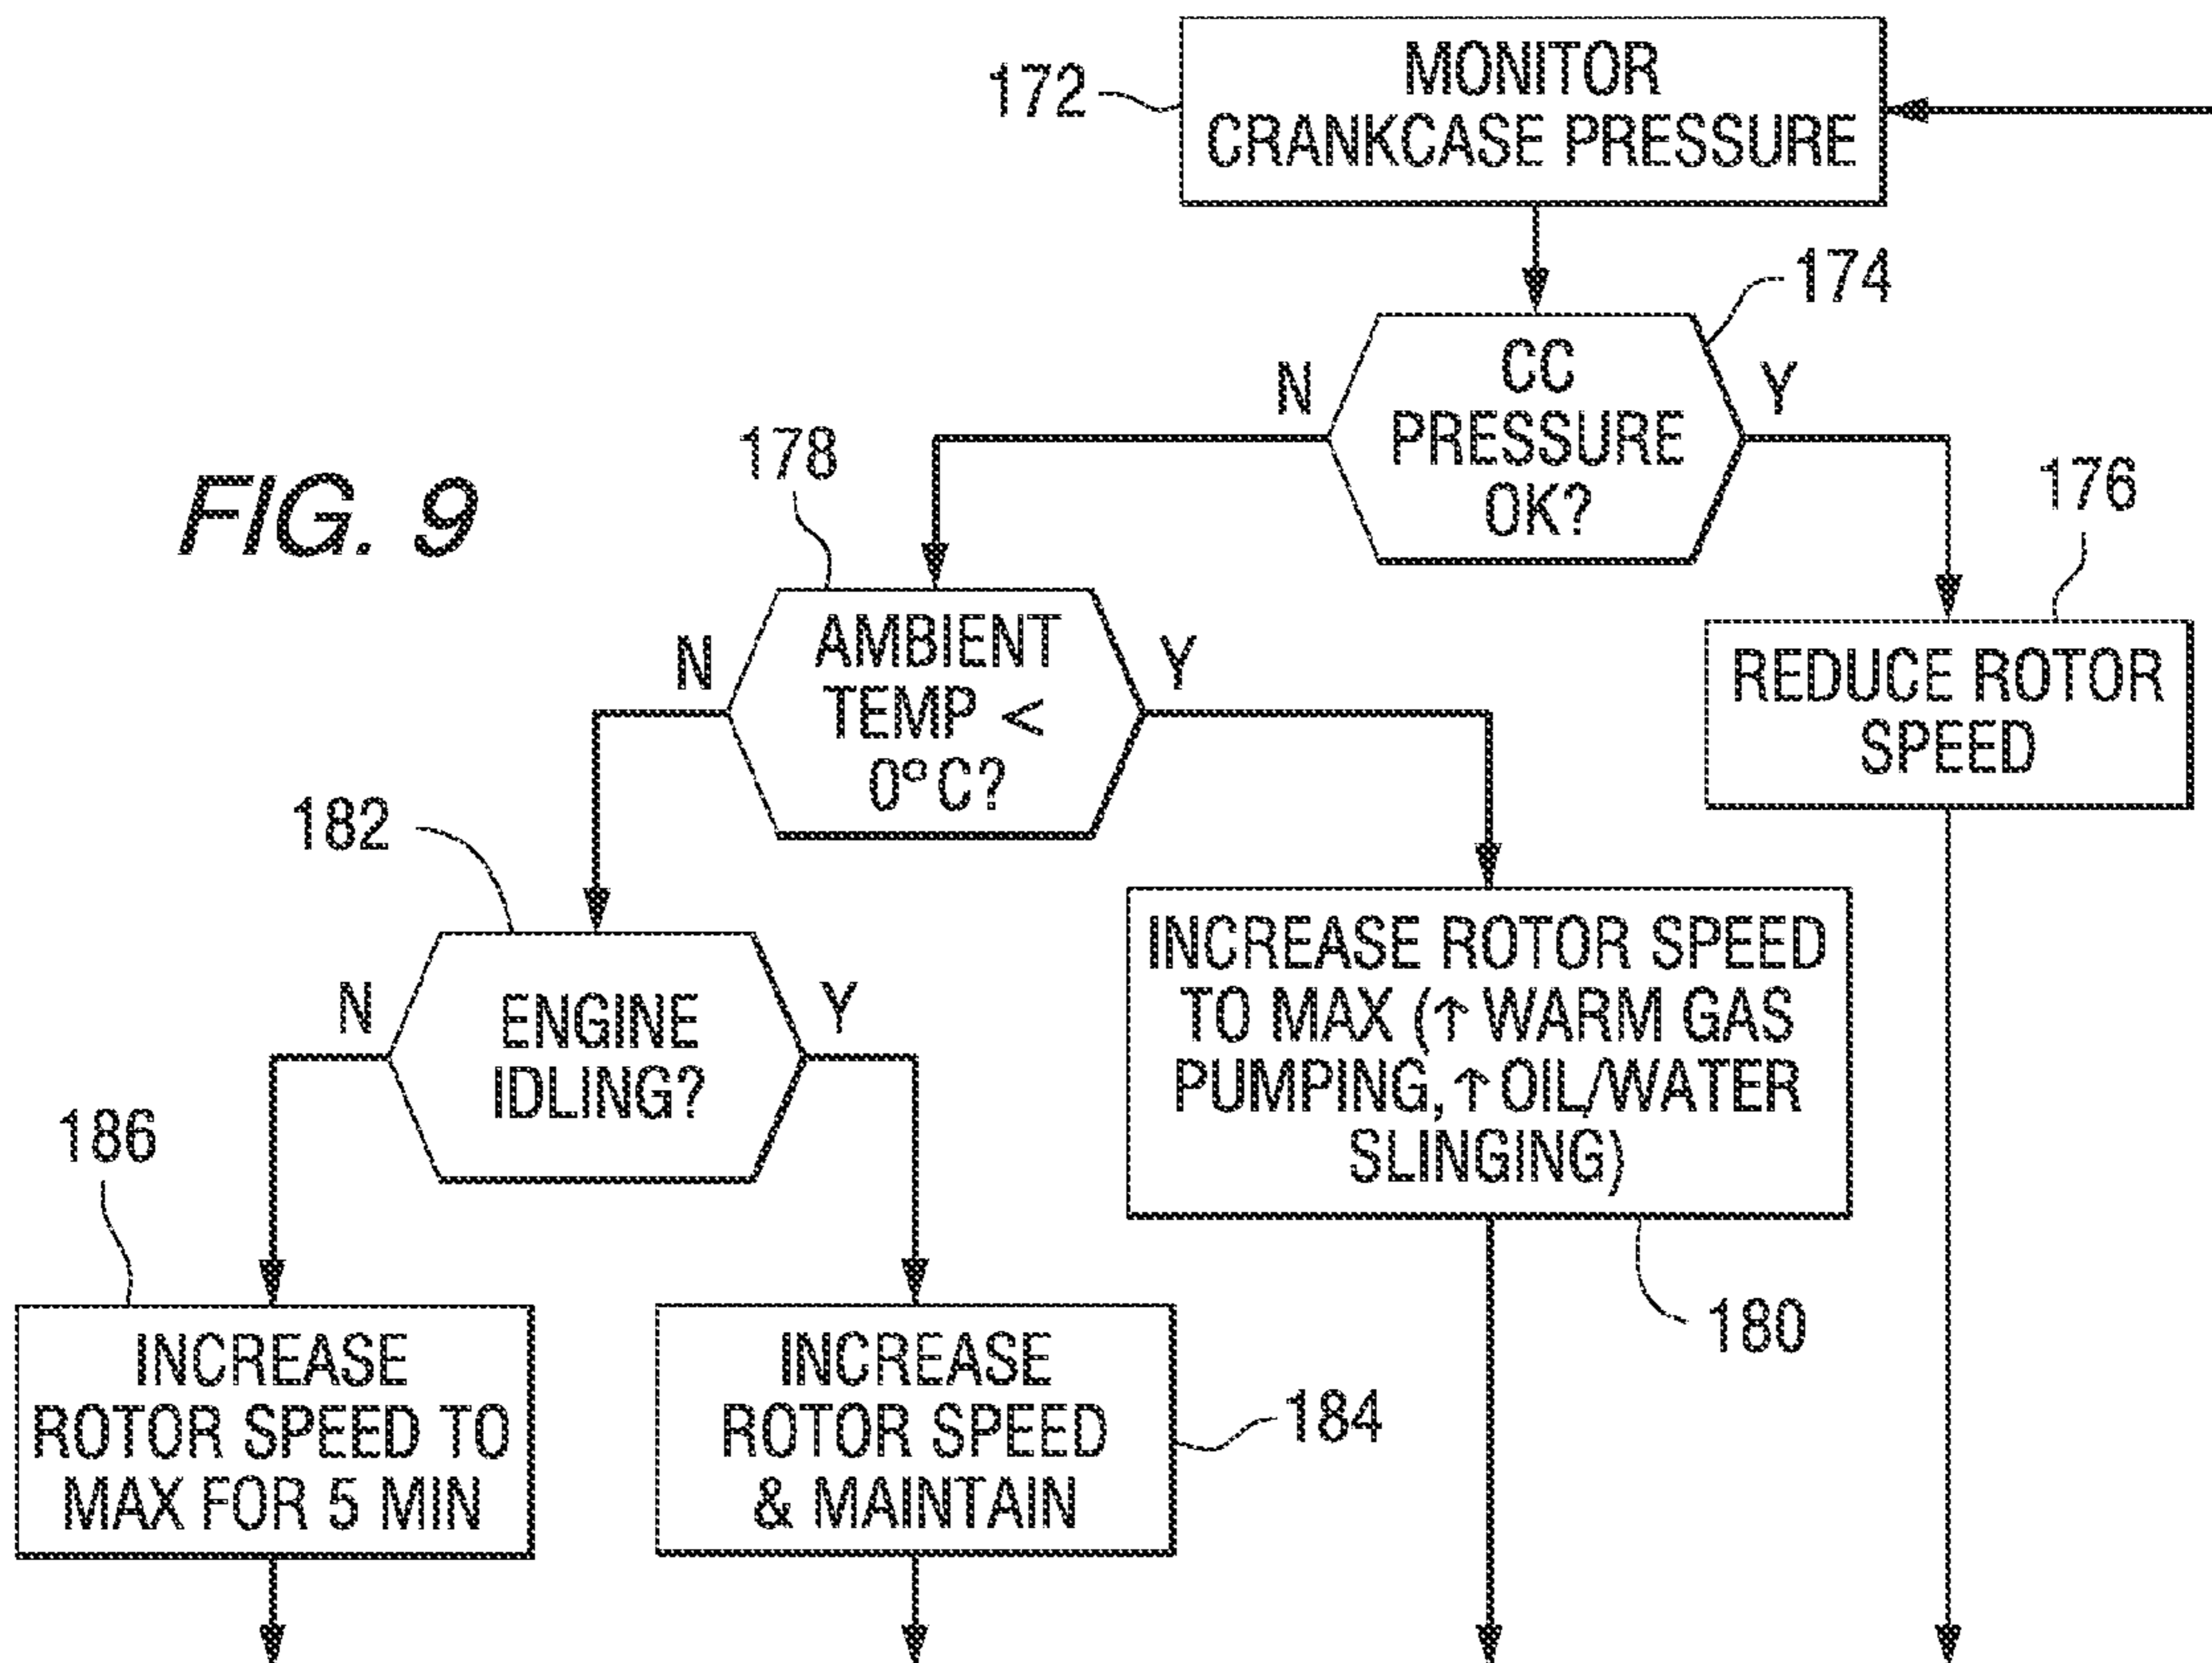 172
MONITOR
CRANKCASE PRESSURE
174
N
CC
PRESSURE
OK?
Y
FIG. 9
178
176
N
AMBIENT
TEMP <
0°C?
Y
REDUCE ROTOR
SPEED
182
N
ENGINE
IDLING?
Y
INCREASE ROTOR SPEED
TO MAX (↑ WARM GAS
PUMPING, ↑ OIL/WATER
SLINGING)
186
180
INCREASE
ROTOR SPEED TO
MAX FOR 5 MIN
INCREASE
ROTOR SPEED
& MAINTAIN
184